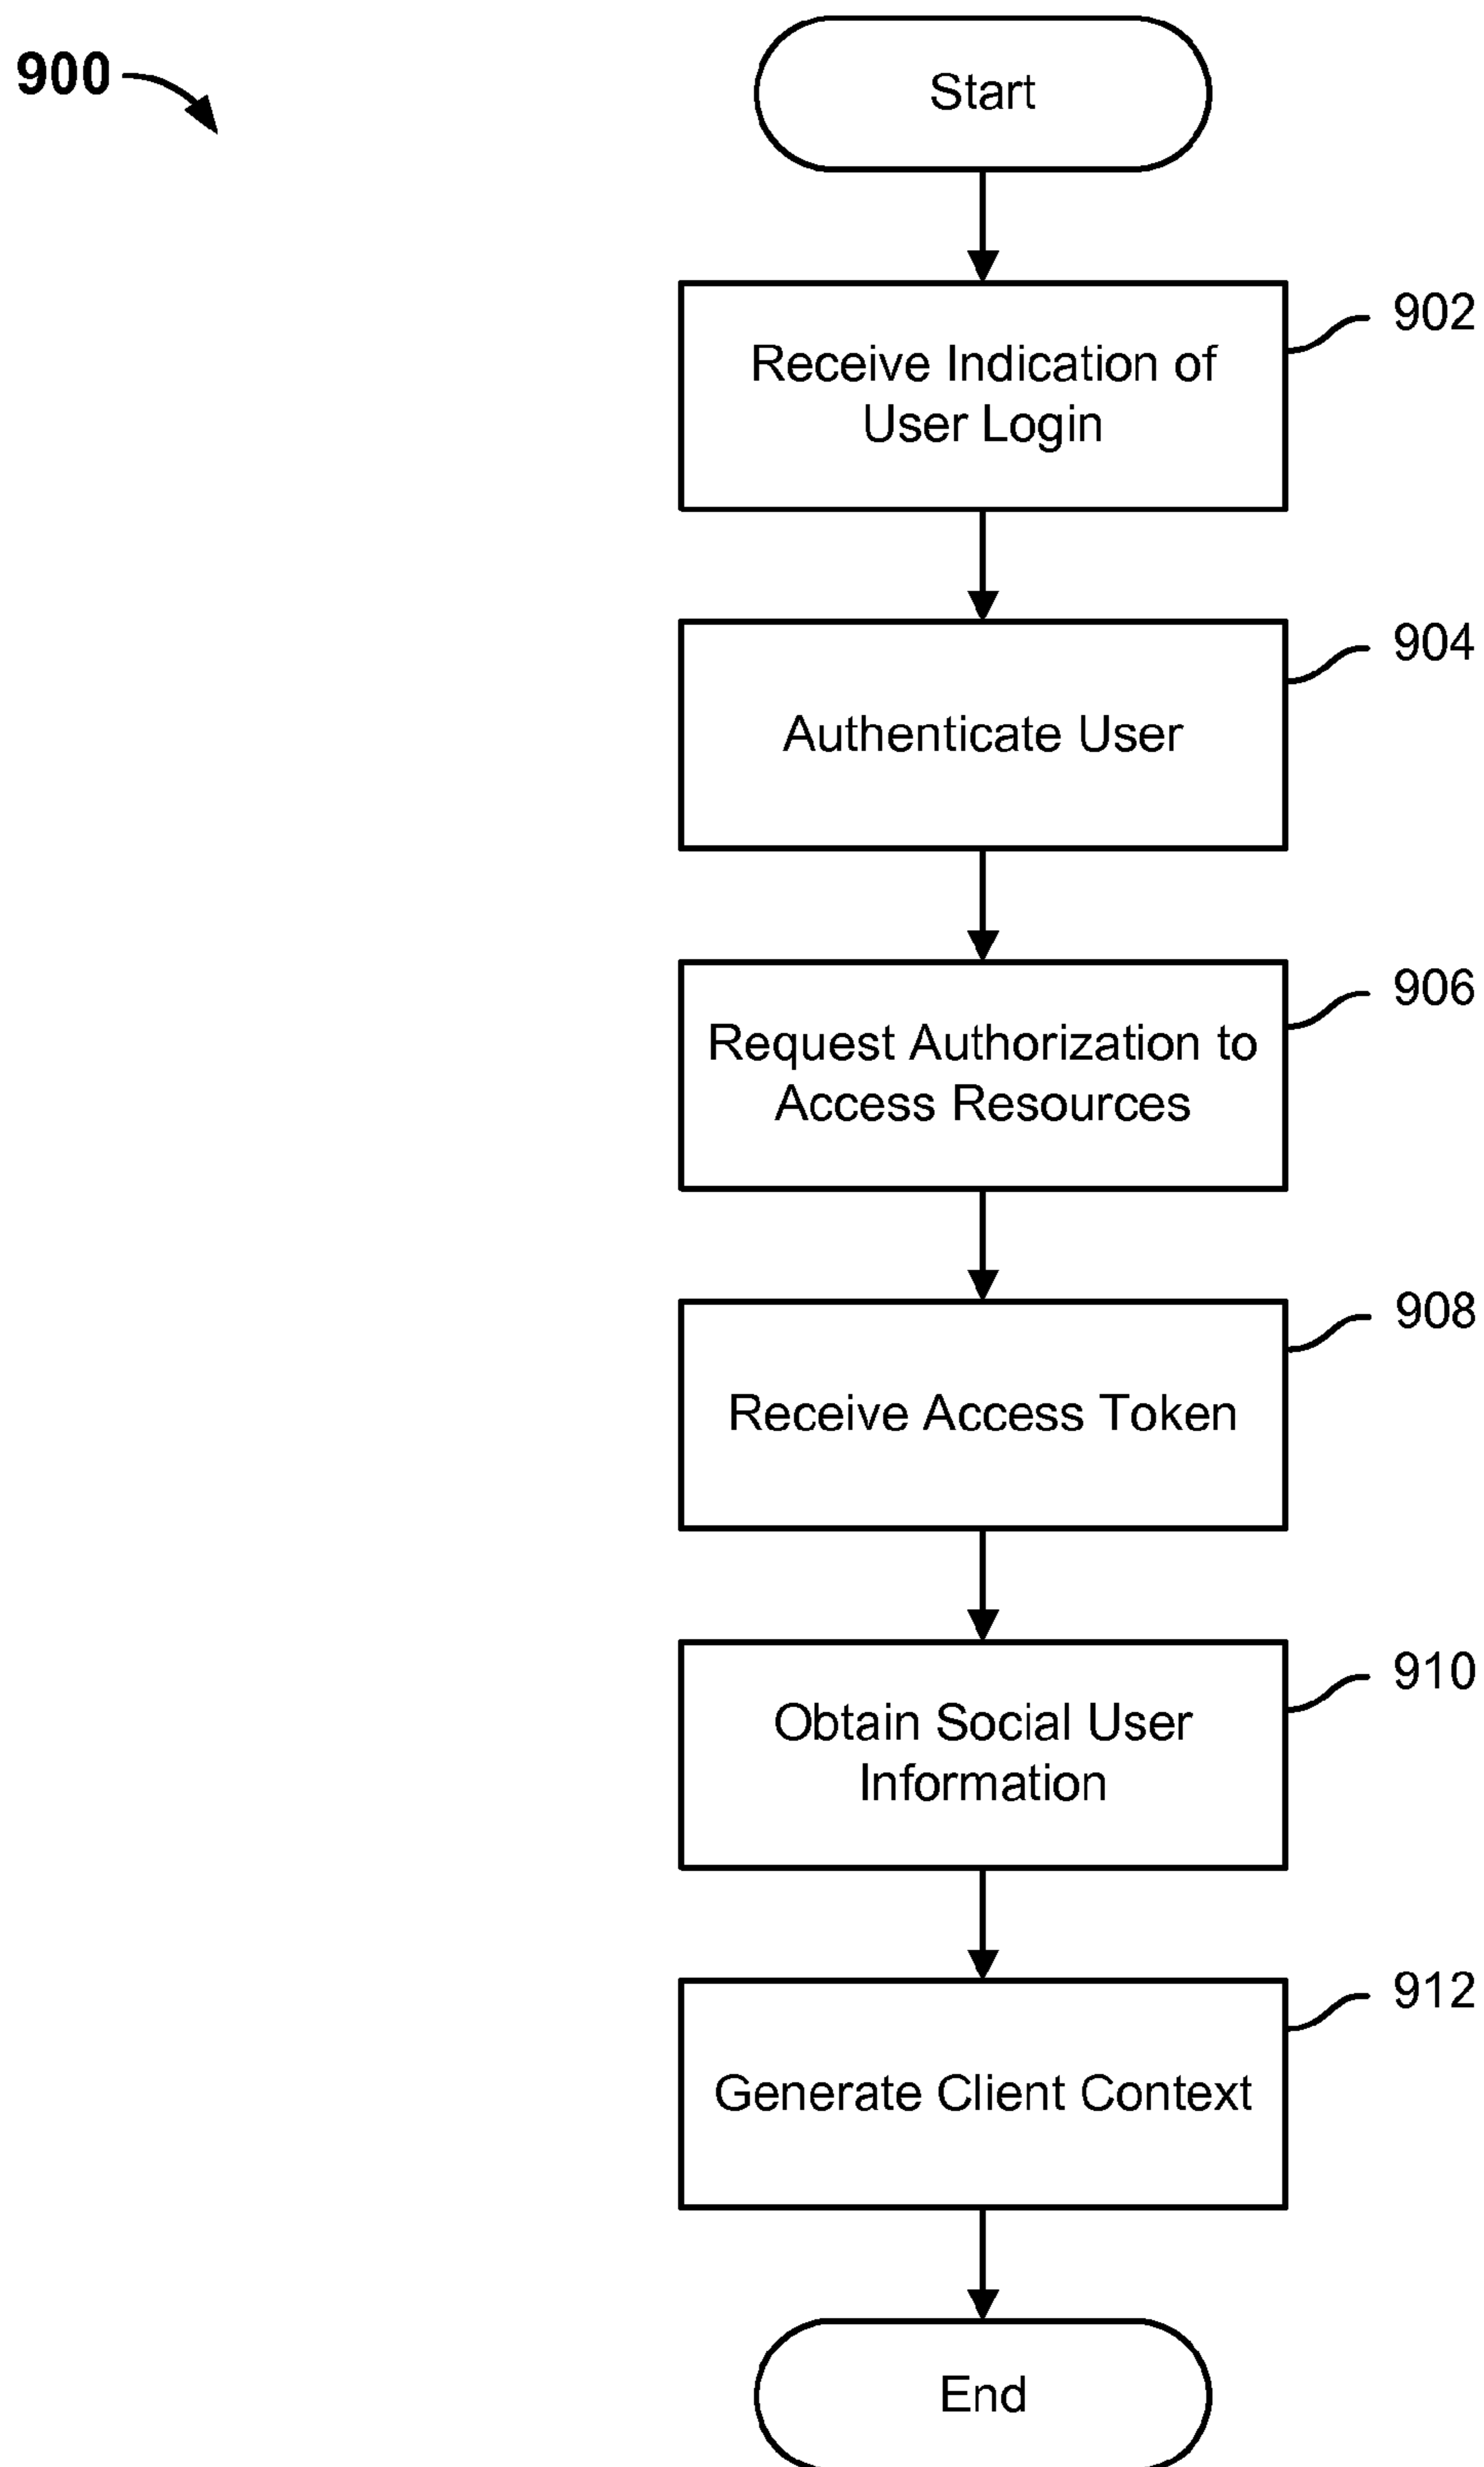 900
Start
902
Receive Indication of
User Login
904
Authenticate User
906
Request Authorization to
Access Resources
908
Receive Access Token
910
Obtain Social User
Information
912
Generate Client Context
End